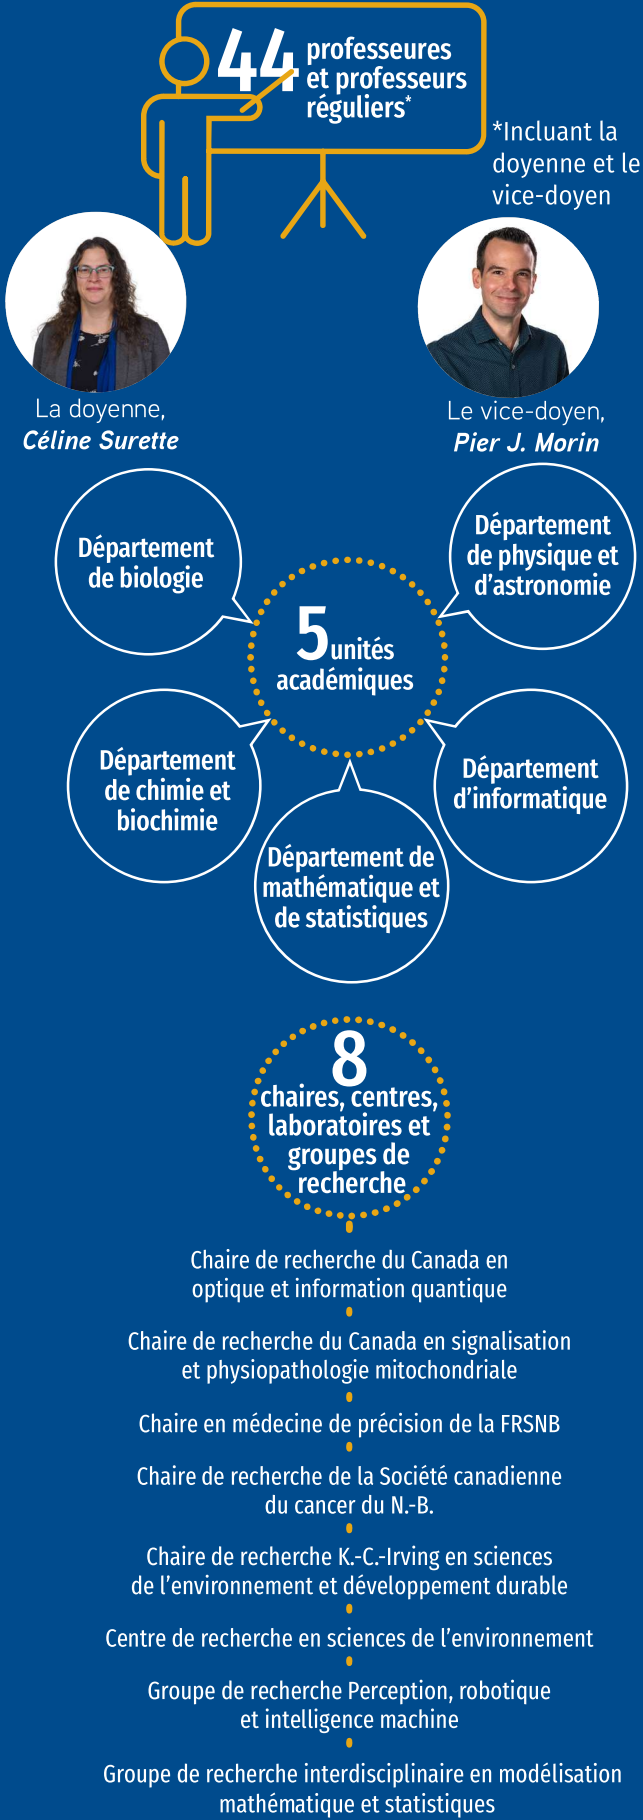 44 professeures
et professeurs
réguliers*
*Incluant la
doyenne et le
vice-doyen
La doyenne,
Céline Surette
Le vice-doyen,
Pier J. Morin
Département
de biologie
Département
de physique et
d’astronomie
5 unités
académiques
Département
de chimie et
biochimie
Département
d’informatique
Département de
mathématique et
de statistiques
8
chaires, centres,
laboratoires et
groupes de
recherche
Chaire de recherche du Canada en
optique et information quantique
Chaire de recherche du Canada en signalisation
et physiopathologie mitochondriale
Chaire en médecine de précision de la FRSNB
Chaire de recherche de la Société canadienne
du cancer du N.-B.
Chaire de recherche K.-C.-Irving en sciences
de l’environnement et développement durable
Centre de recherche en sciences de l’environnement
Groupe de recherche Perception, robotique
et intelligence machine
Groupe de recherche interdisciplinaire en modélisation
mathématique et statistiques